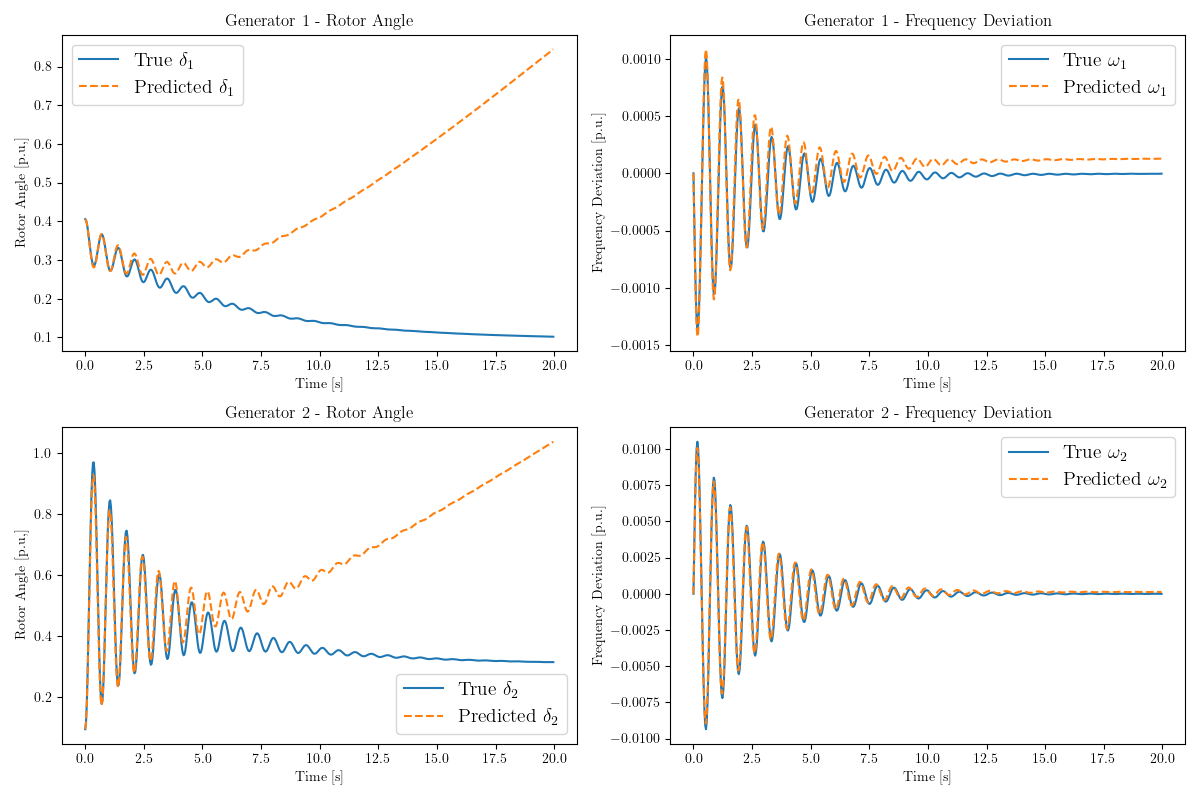 Generator 1 - Rotor Angle
True δ₁
Predicted δ₁
Rotor Angle [p.u.]
0.8
0.7
0.6
0.5
0.4
0.3
0.2
0.1
0.0 2.5 5.0 7.5 10.0 12.5 15.0 17.5 20.0
Time [s]
Generator 1 - Frequency Deviation
True ω₁
Predicted ω₁
Frequency Deviation [p.u.]
0.0010
0.0005
0.0000
−0.0005
−0.0010
−0.0015
0.0 2.5 5.0 7.5 10.0 12.5 15.0 17.5 20.0
Time [s]
Generator 2 - Rotor Angle
True δ₂
Predicted δ₂
Rotor Angle [p.u.]
1.0
0.8
0.6
0.4
0.2
0.0 2.5 5.0 7.5 10.0 12.5 15.0 17.5 20.0
Time [s]
Generator 2 - Frequency Deviation
True ω₂
Predicted ω₂
Frequency Deviation [p.u.]
0.0100
0.0075
0.0050
0.0025
0.0000
−0.0025
−0.0050
−0.0075
−0.0100
0.0 2.5 5.0 7.5 10.0 12.5 15.0 17.5 20.0
Time [s]